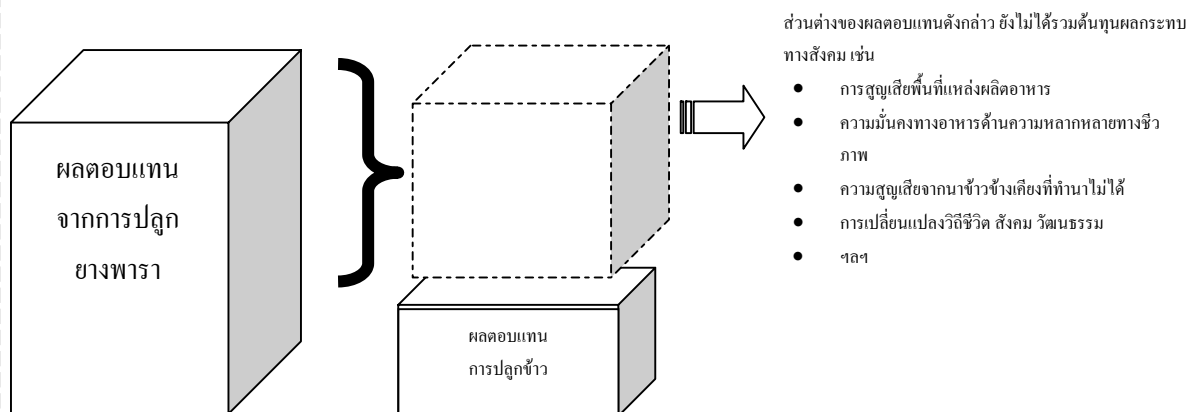 ผลตอบแทน
จากการปลูก
ยางพารา
ผลตอบแทน
การปลูกข้าว
ส่วนต่างของผลตอบแทนดังกล่าว ยังไม่ได้รวมต้นทุนผลกระทบ
ทางสังคม เช่น
● การสูญเสียพื้นที่แหล่งผลิตอาหาร
● ความมั่นคงทางอาหารด้านความหลากหลายทางชีว
ภาพ
● ความสูญเสียจากนาข้าวข้างเคียงที่ทำนาไม่ได้
● การเปลี่ยนแปลงวิถีชีวิต สังคม วัฒนธรรม
● ฯลฯ